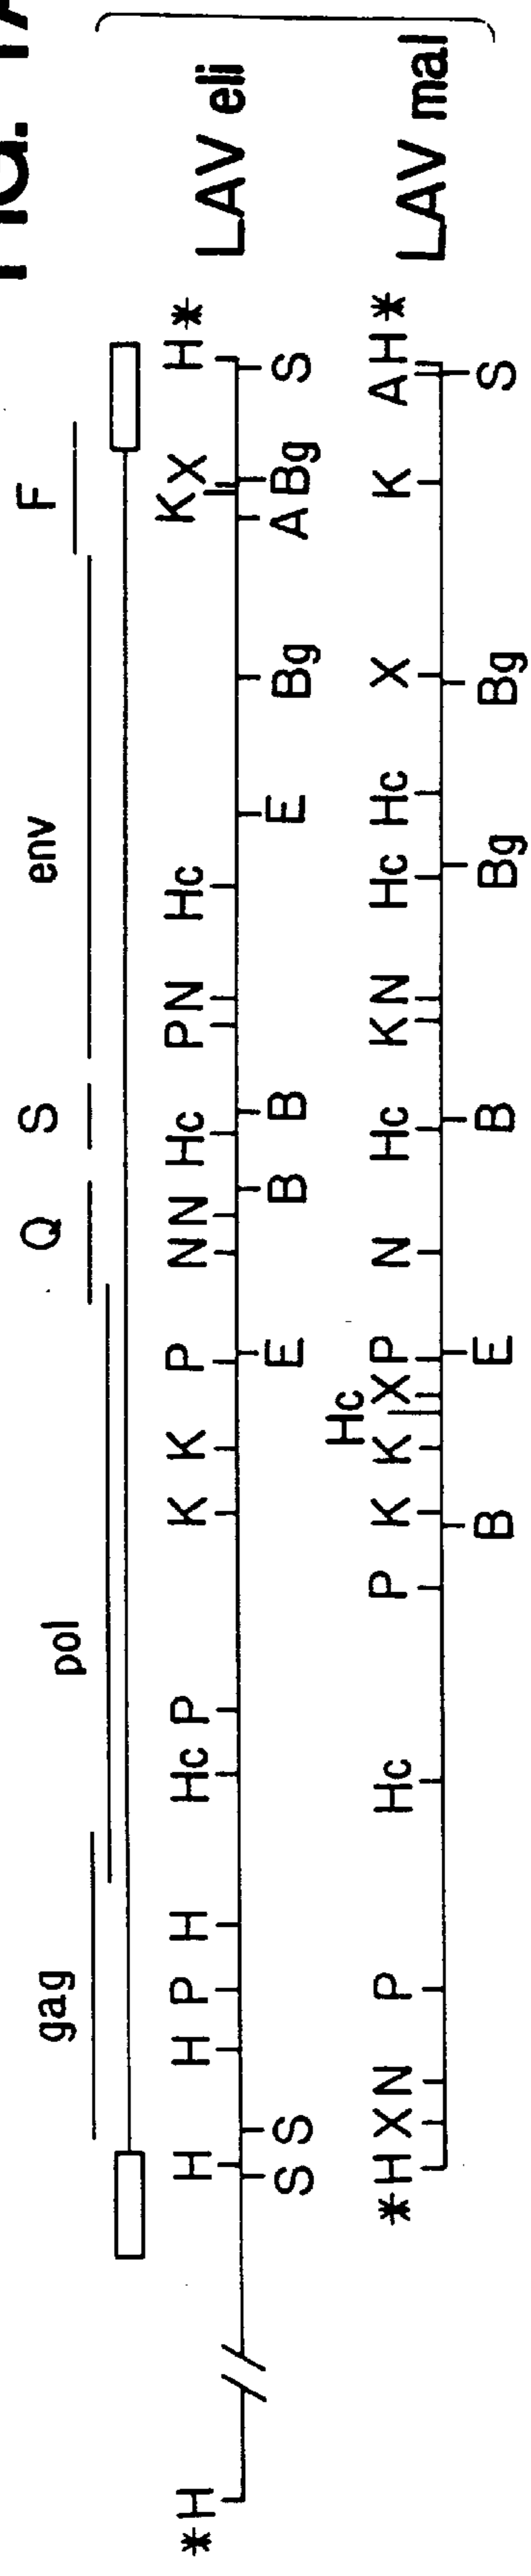 FIG. 1A
F
env
S
Q
pol
gag
*H H S S H P H Hc P K K P E N N B Hc B P N Hc E Bg A K X Bg H* S
LAV eli
*H X N P Hc P B K K Hc X P E N Hc B K N Hc Bg Hc Bg X K A H* S
LAV mal